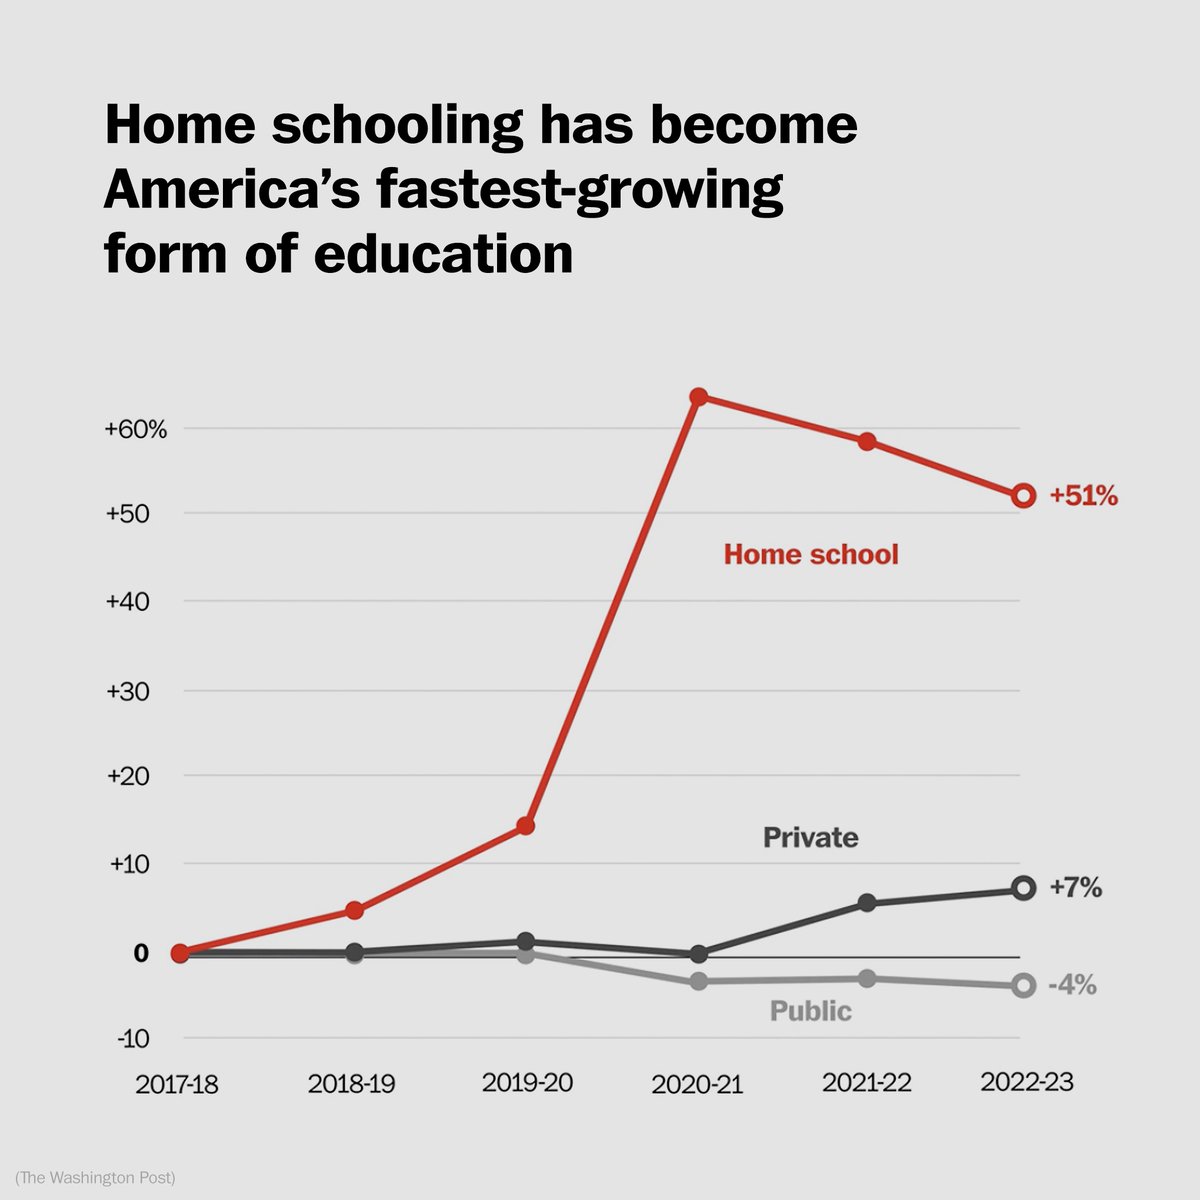 Home schooling has become
America’s fastest-growing
form of education
+60%
+50
+40
+30
+20
+10
0
-10
+51%
Home school
Private
+7%
-4%
Public
2017-18 2018-19 2019-20 2020-21 2021-22 2022-23
(The Washington Post)